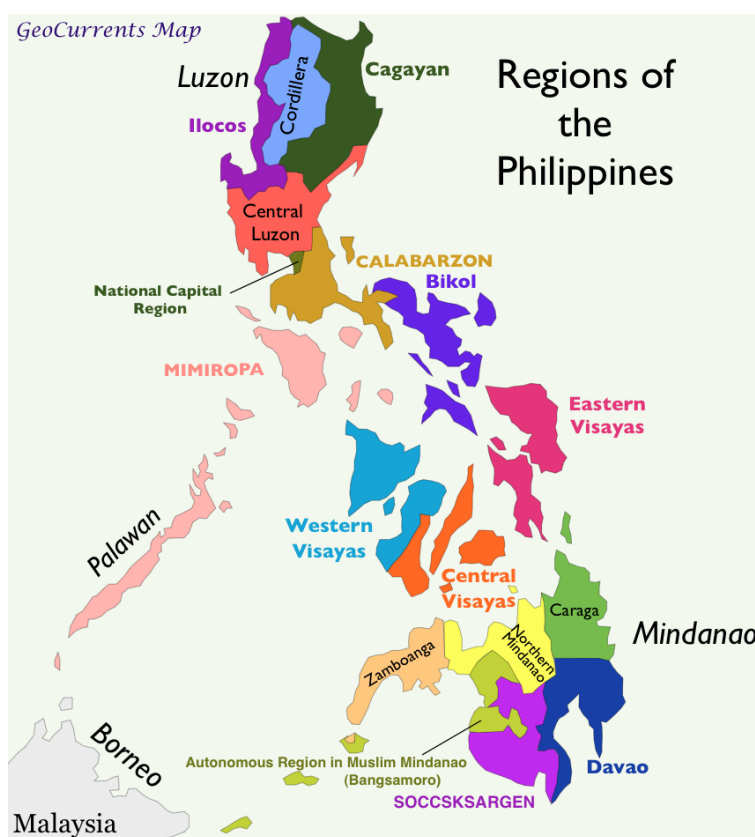 GeoCurrents Map
Regions of
the
Philippines
Luzon
Cordillera
Cagayan
Ilocos
Central
Luzon
CALABARZON
Bikol
National Capital
Region
MIMIROPA
Eastern
Visayas
Palawan
Western
Visayas
Central
Visayas
Caraga
Mindanao
Northern
Mindanao
Zamboanga
Borneo
Autonomous Region in Muslim Mindanao
(Bangsamoro)
Davao
SOCCSKSARGEN
Malaysia